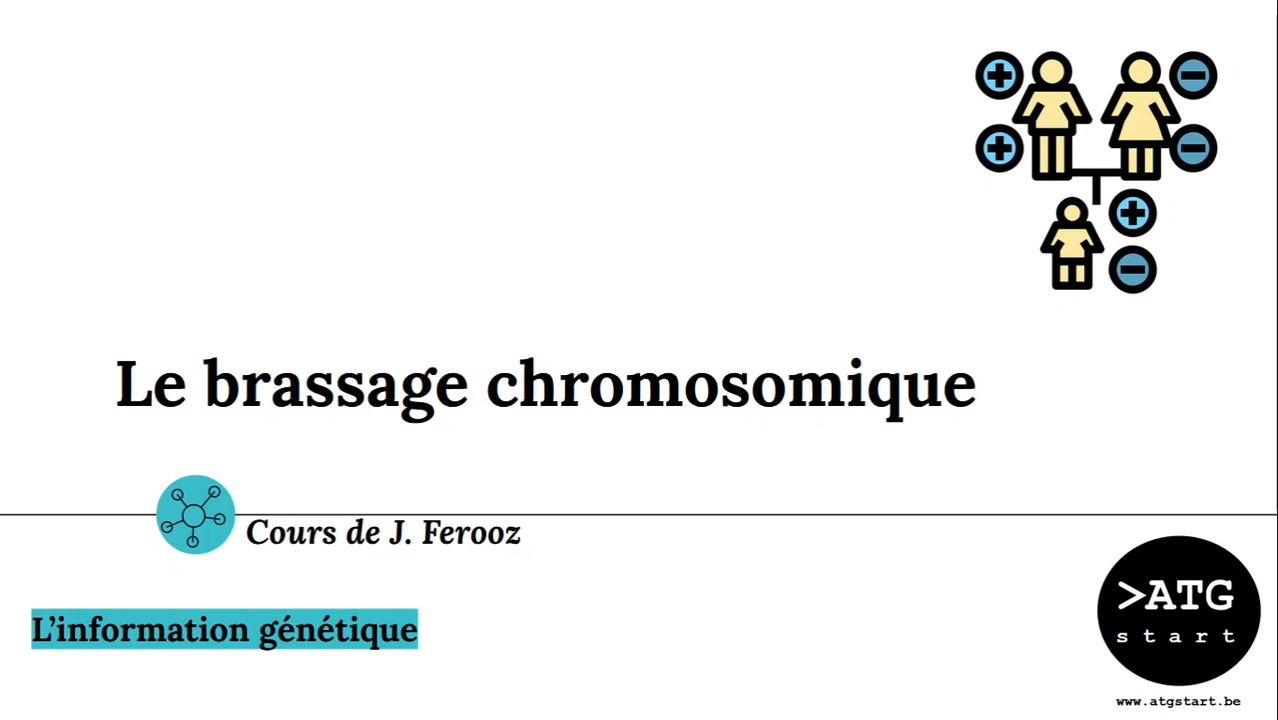 Le brassage chromosomique
Cours de J. Ferooz
L’information génétique
>ATG
start
www.atgstart.be